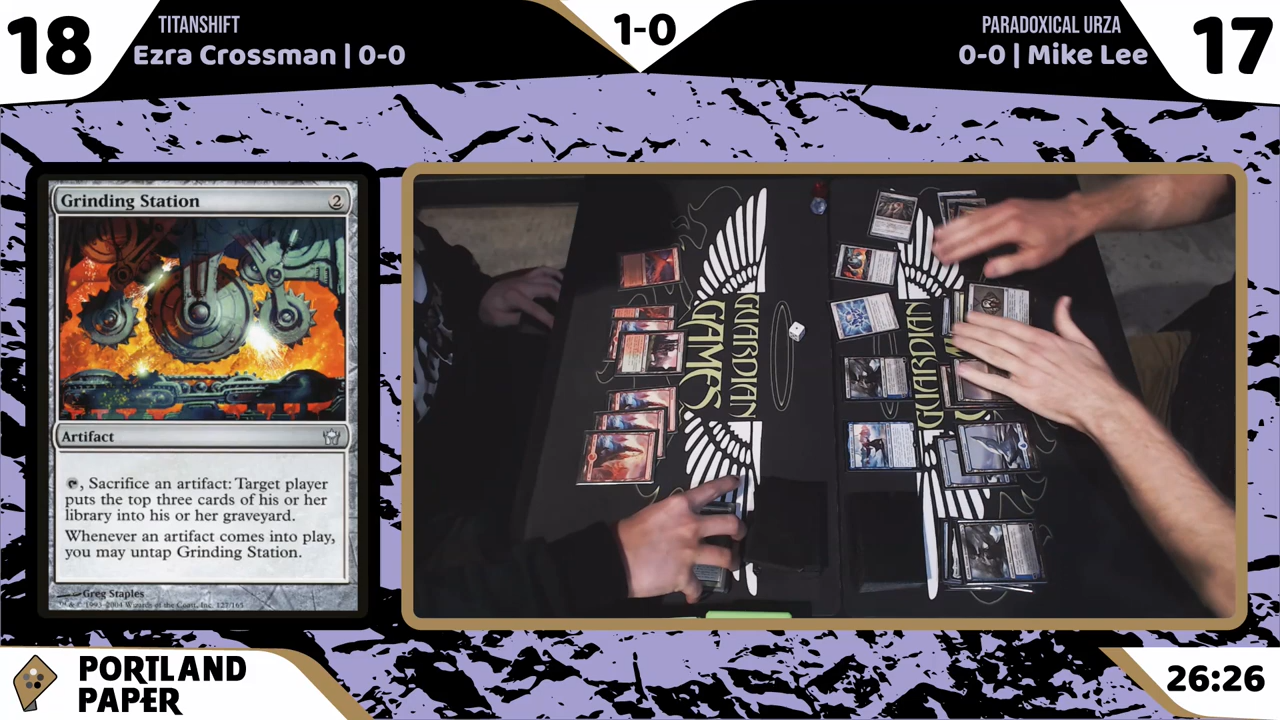 18
TITANSHIFT
Ezra Crossman | 0-0
1-0
PARADOXICAL URZA
0-0 | Mike Lee
17
Grinding Station
2
Artifact
, Sacrifice an artifact: Target player
puts the top three cards of his or her
library into his or her graveyard.
Whenever an artifact comes into play,
you may untap Grinding Station.
Greg Staples
GUARDIAN
GAMES
GUARDIAN
PORTLAND
PAPER
26:26